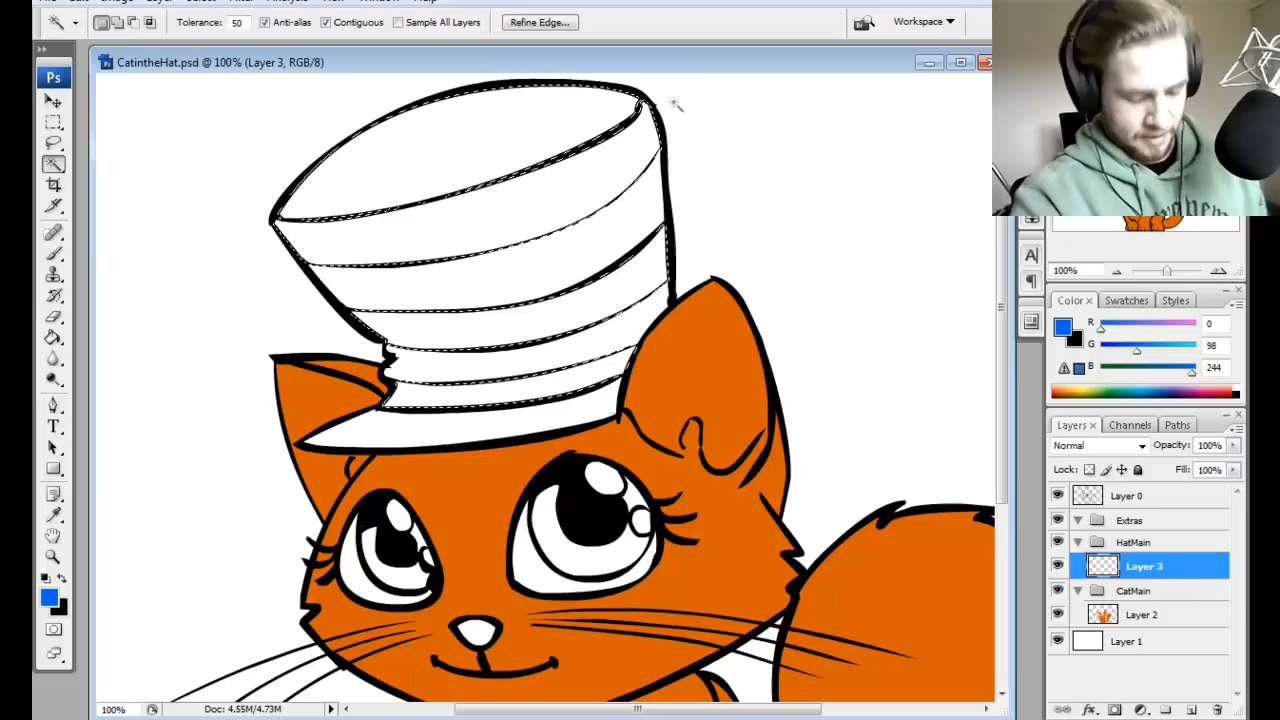 Tolerance: 50 Anti-alias Contiguous Sample All Layers Refine Edge... Workspace
Ps
CatintheHat.psd @ 100% (Layer 3, RGB/8)
100%
Color Swatches Styles
R 0
G 98
B 244
Layers Channels Paths
Normal Opacity: 100%
Lock: Fill: 100%
Layer 0
Extras
HatMain
Layer 3
CatMain
Layer 2
Layer 1
100% Doc: 4.55M/4.73M